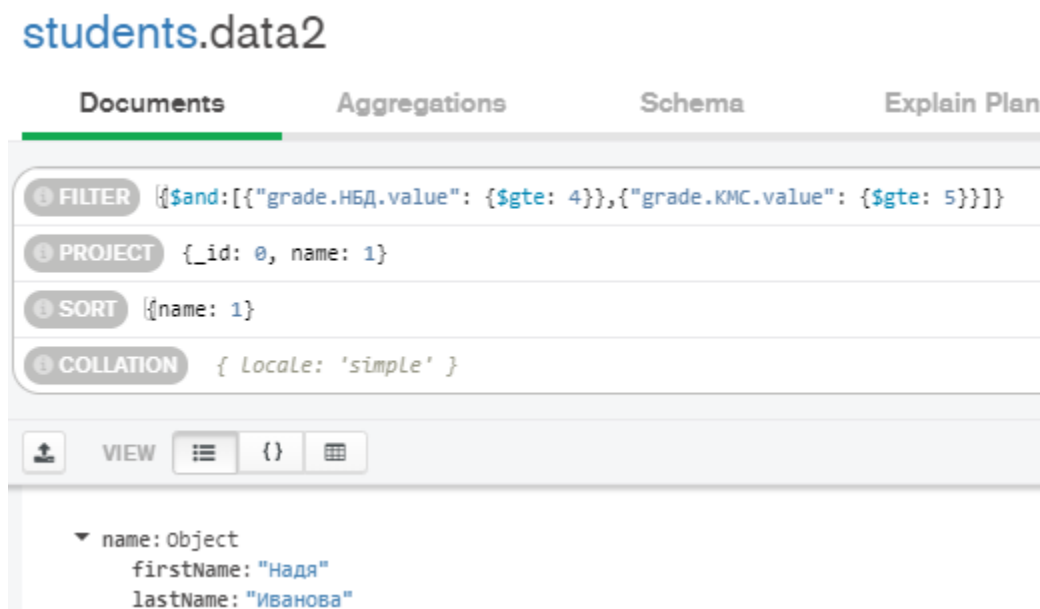 students.data2
Documents Aggregations Schema Explain Plan
FILTER {$and:[{"grade.НБД.value": {$gte: 4}},{"grade.КМС.value": {$gte: 5}}]}
PROJECT {_id: 0, name: 1}
SORT {name: 1}
COLLATION { locale: 'simple' }
VIEW {}
name: Object
firstName: "Надя"
lastName: "Иванова"